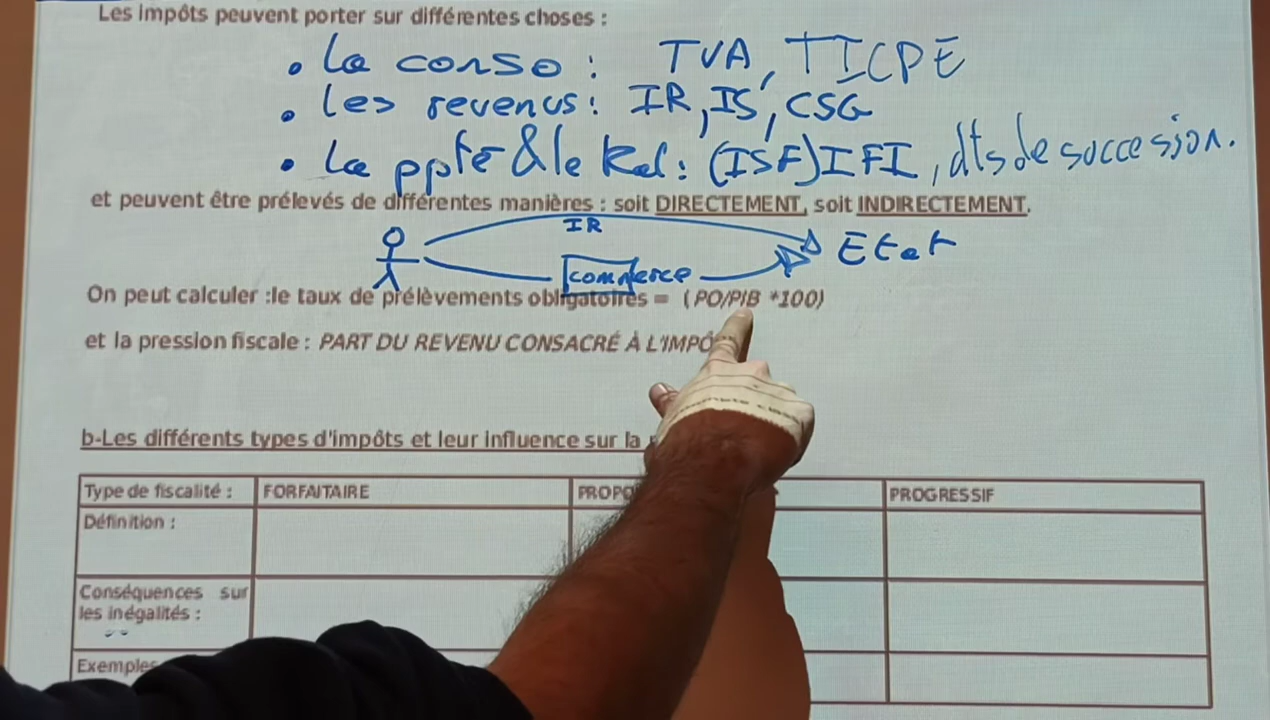 Les impôts peuvent porter sur différentes choses :
• la conso : TVA, TICPE
• les revenus : IR, IS, CSG
• la ppté & le Kal : (ISF) IFI, dts de succession.
et peuvent être prélevés de différentes manières : soit DIRECTEMENT, soit INDIRECTEMENT.
IR
Etat
commerce
On peut calculer :le taux de prélèvements obligatoires = (PO/PIB *100)
et la pression fiscale : PART DU REVENU CONSACRÉ À L'IMPÔ
b-Les différents types d'impôts et leur influence sur la
Type de fiscalité : FORFAITAIRE PROPO PROGRESSIF
Définition :
Conséquences sur
les inégalités :
Exemples